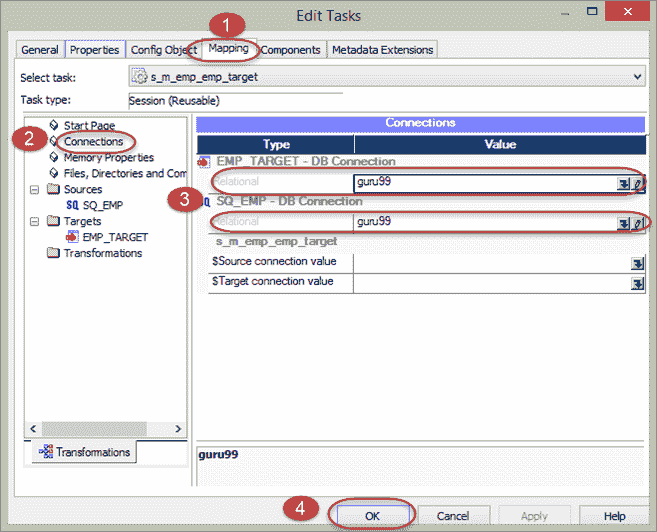 Edit Tasks
1
General Properties Config Object Mapping Components Metadata Extensions
Select task: s_m_emp_emp_target
Task type: Session (Reusable)
Start Page
2 Connections
Memory Properties
Files, Directories and Com
Sources
SQ SQ_EMP
Targets
EMP_TARGET
Transformations
Transformations
Connections
Type Value
EMP_TARGET - DB Connection
3 Relational guru99
SQ_EMP - DB Connection
Relational guru99
s_m_emp_emp_target
$Source connection value
$Target connection value
guru99
4 OK Cancel Apply Help